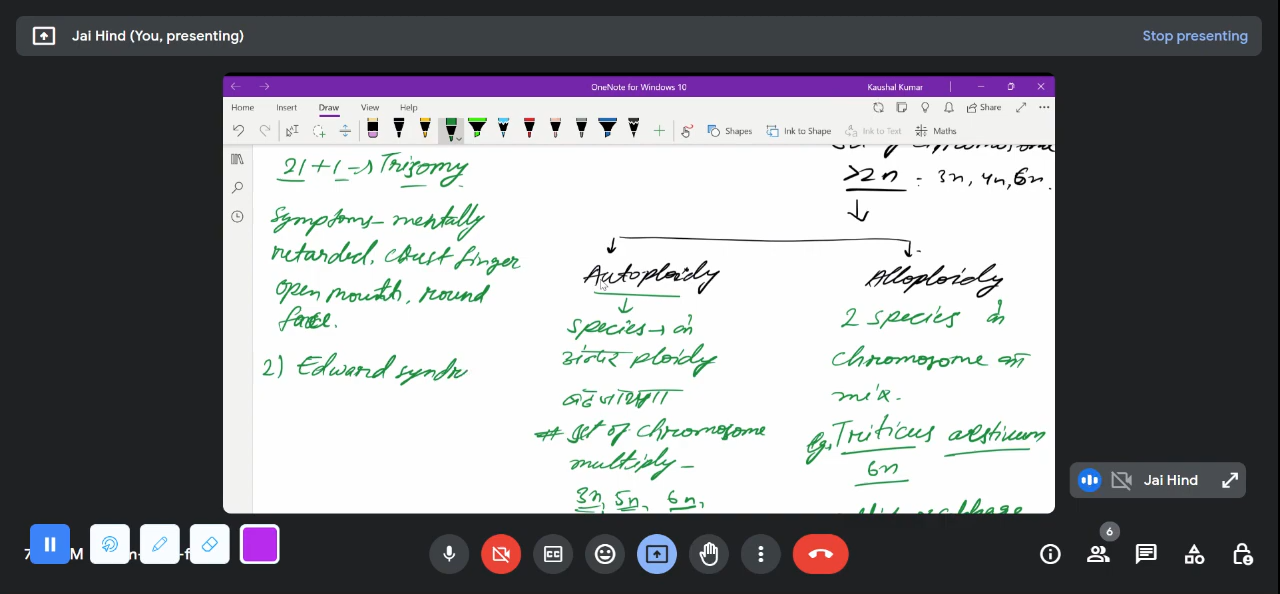 Jai Hind (You, presenting)
Stop presenting
OneNote for Windows 10
Kaushal Kumar
Home Insert Draw View Help
Share
Shapes
Ink to Shape
Ink to Text
Maths
21 +1 → Trisomy
Symptoms - mentally
retarded,
finger
open mouth, round
face.
2) Edward syndr
>2n = 3n, 4n, 6n.
Autoploidy
species → के
अंदर ploidy
set of chromosome
multiply -
3n, 5n, 6n,
Alloploidy
2 species के
chromosome का
mix.
Eg. Triticus aestivum
6n
Jai Hind
6